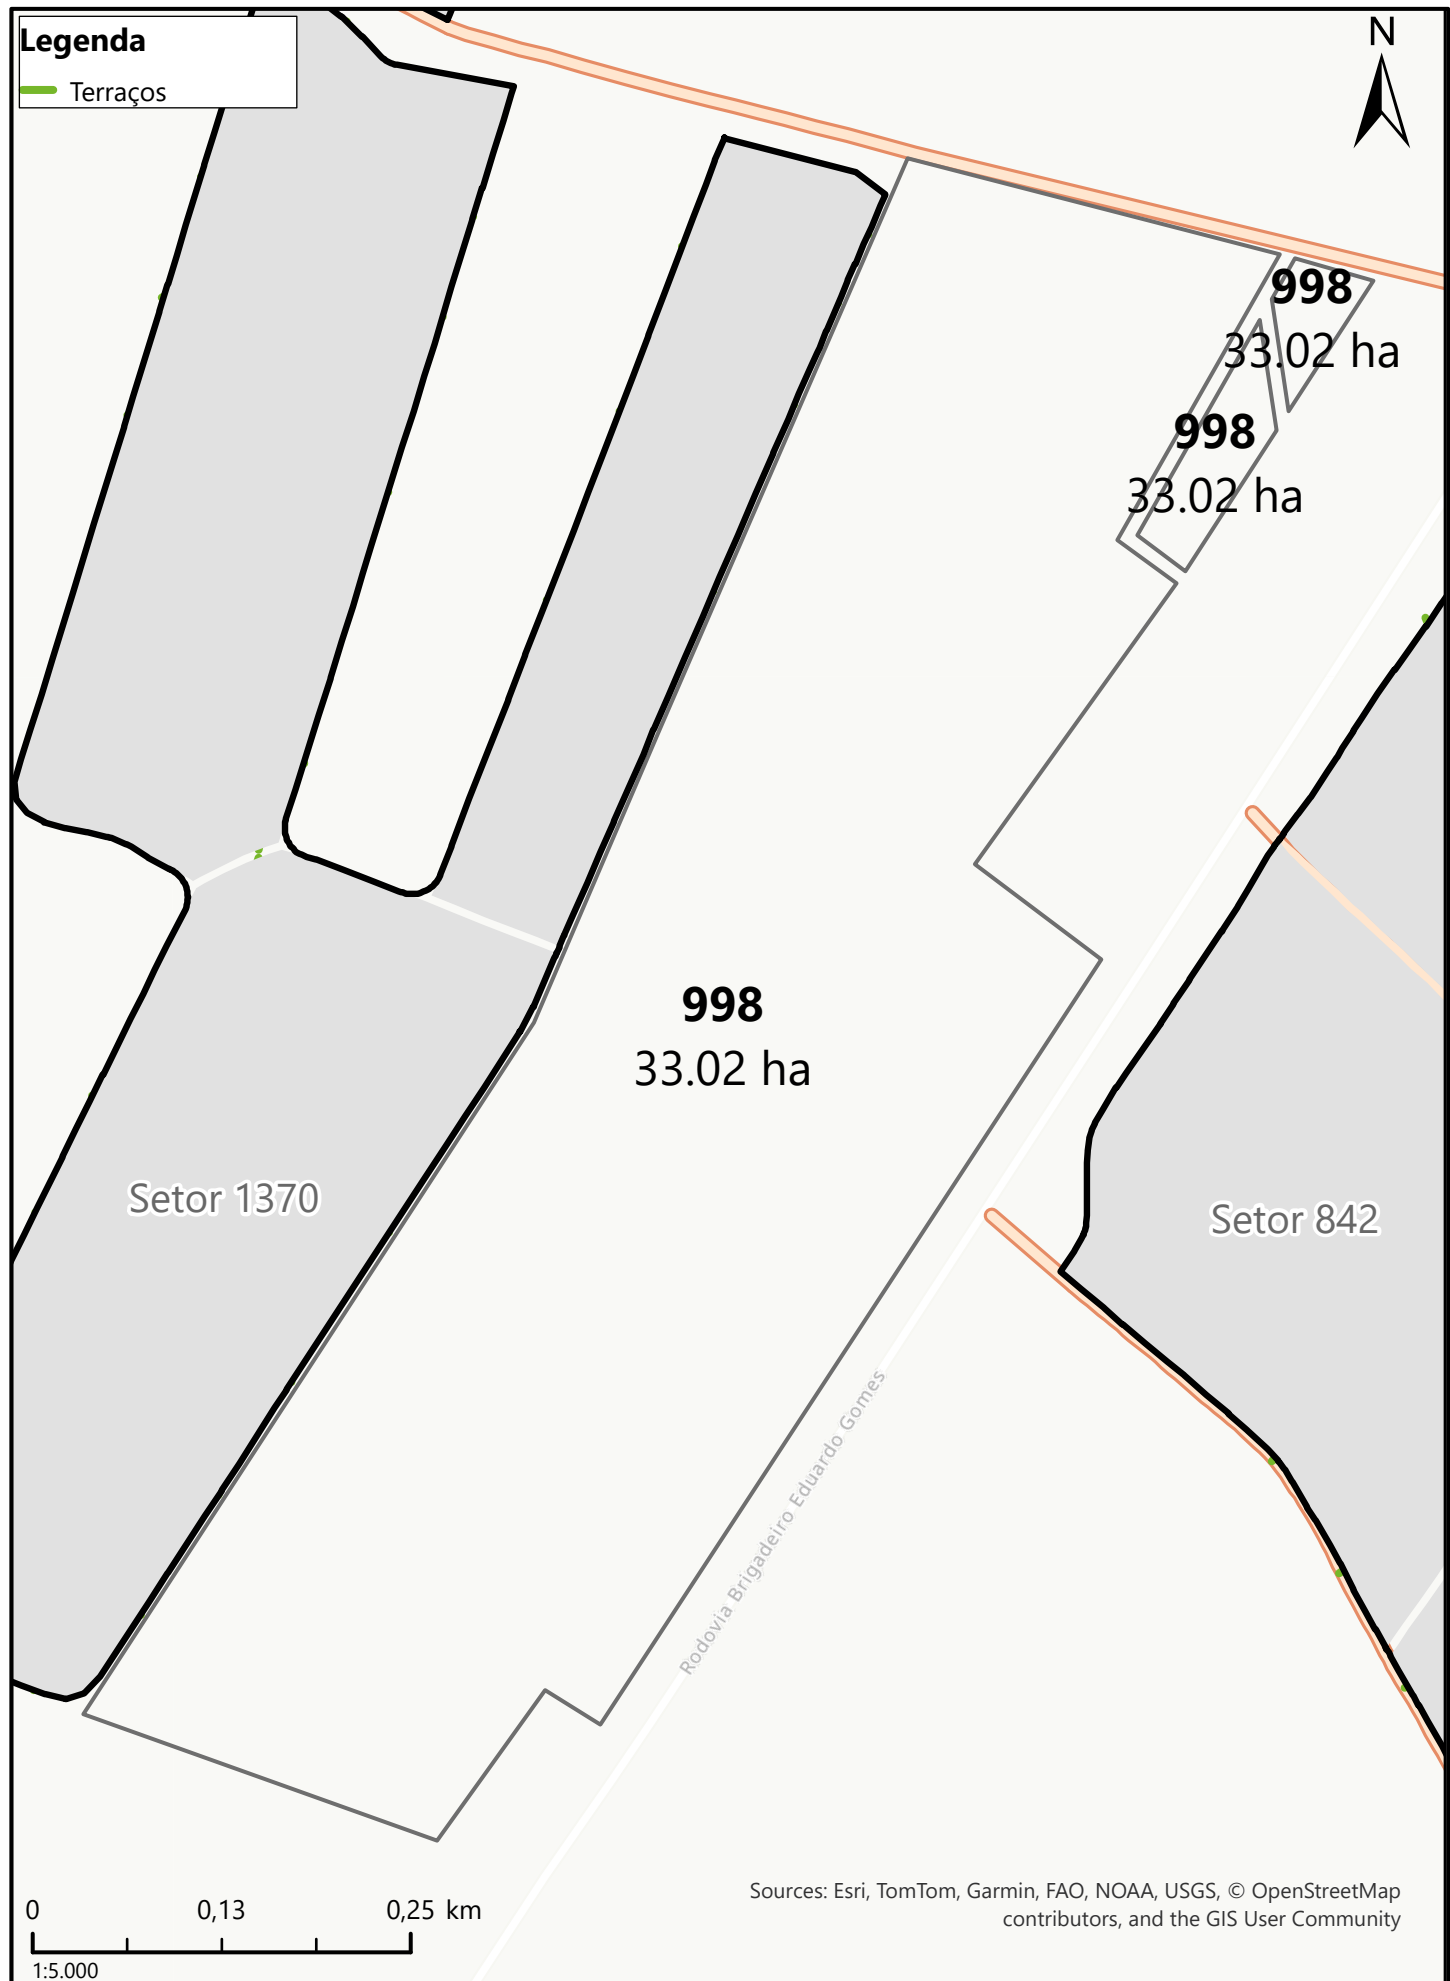 Legenda
Terraços
N
998
33.02 ha
998
33.02 ha
998
33.02 ha
Setor 1370
Setor 842
Rodovia Brigadeiro Eduardo Gomes
Sources: Esri, TomTom, Garmin, FAO, NOAA, USGS, © OpenStreetMap
contributors, and the GIS User Community
0 0,13 0,25 km
1:5.000